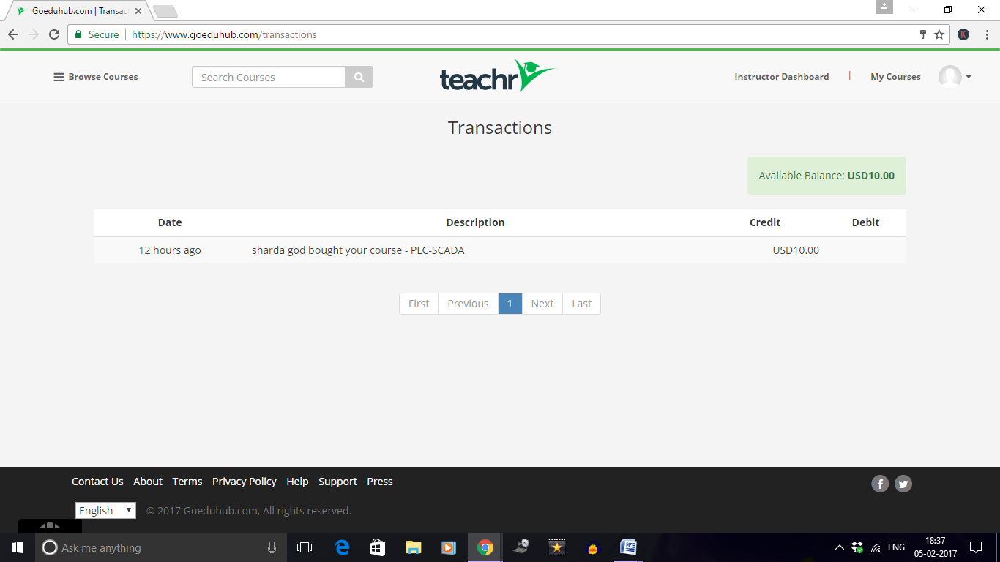 Goeduhub.com | Transac
Secure https://www.goeduhub.com/transactions
K
Browse Courses Search Courses teachr Instructor Dashboard | My Courses
Transactions
Available Balance: USD10.00
Date Description Credit Debit
12 hours ago sharda god bought your course - PLC-SCADA USD10.00
First Previous 1 Next Last
Contact Us About Terms Privacy Policy Help Support Press
English © 2017 Goeduhub.com, All rights reserved.
Ask me anything ENG 18:37
05-02-2017